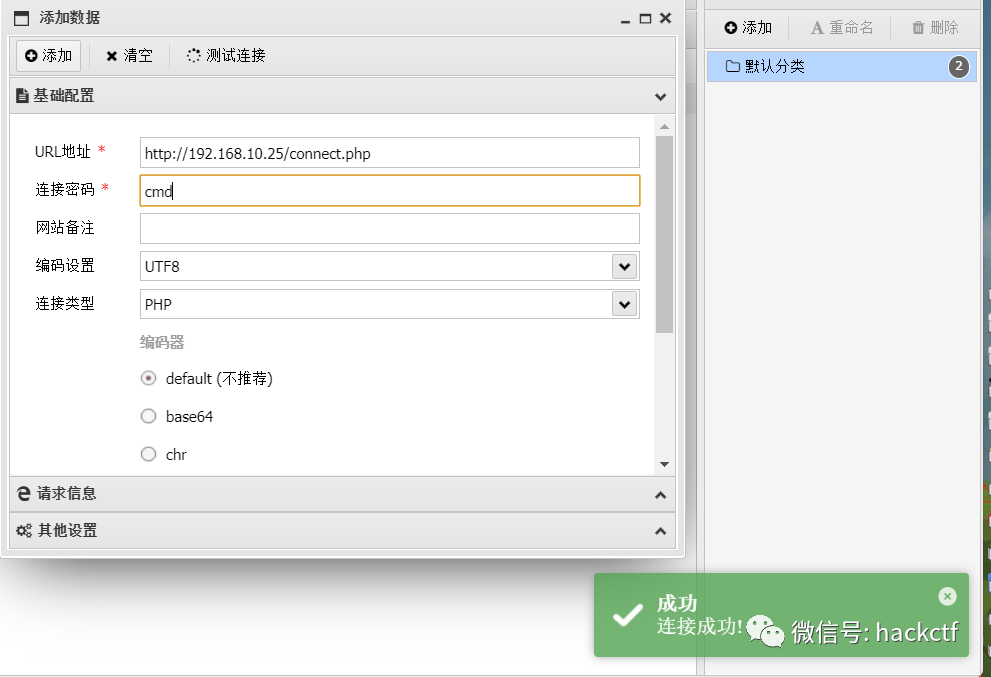 添加数据
添加 清空 测试连接
基础配置
URL地址 * http://192.168.10.25/connect.php
连接密码 * cmd
网站备注
编码设置 UTF8
连接类型 PHP
编码器
default (不推荐)
base64
chr
请求信息
其他设置
添加 重命名 删除
默认分类 2
成功
连接成功!
微信号: hackctf